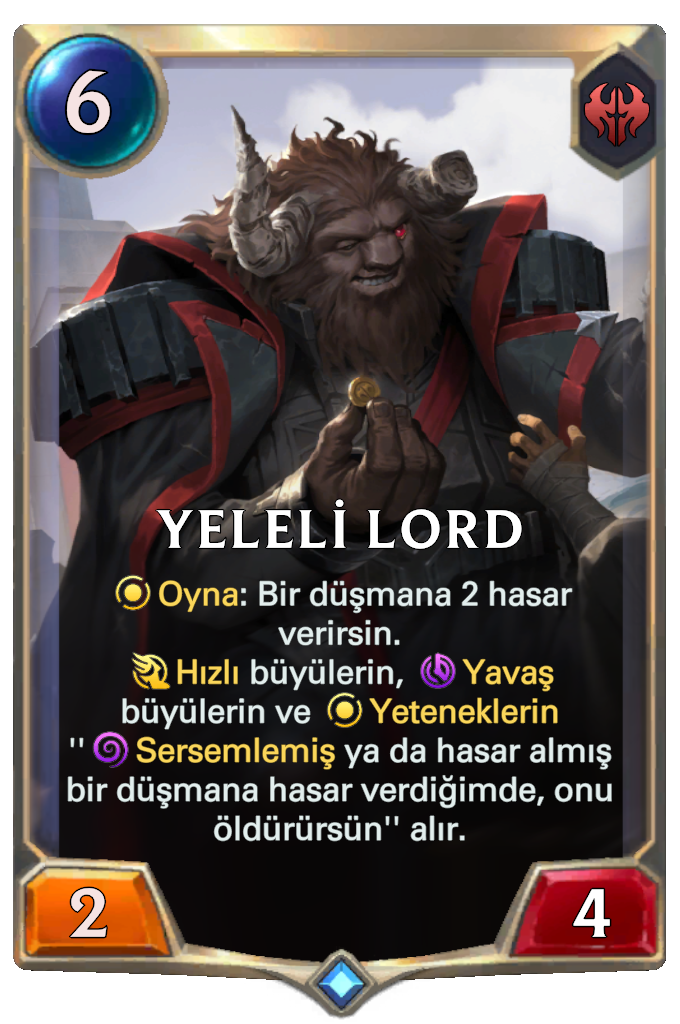 6
YELELİ LORD
Oyna: Bir düşmana 2 hasar
verirsin.
Hızlı büyülerin, Yavaş
büyülerin ve Yeteneklerin
"Sersemlemiş ya da hasar almış
bir düşmana hasar verdiğimde, onu
öldürürsün" alır.
2
4